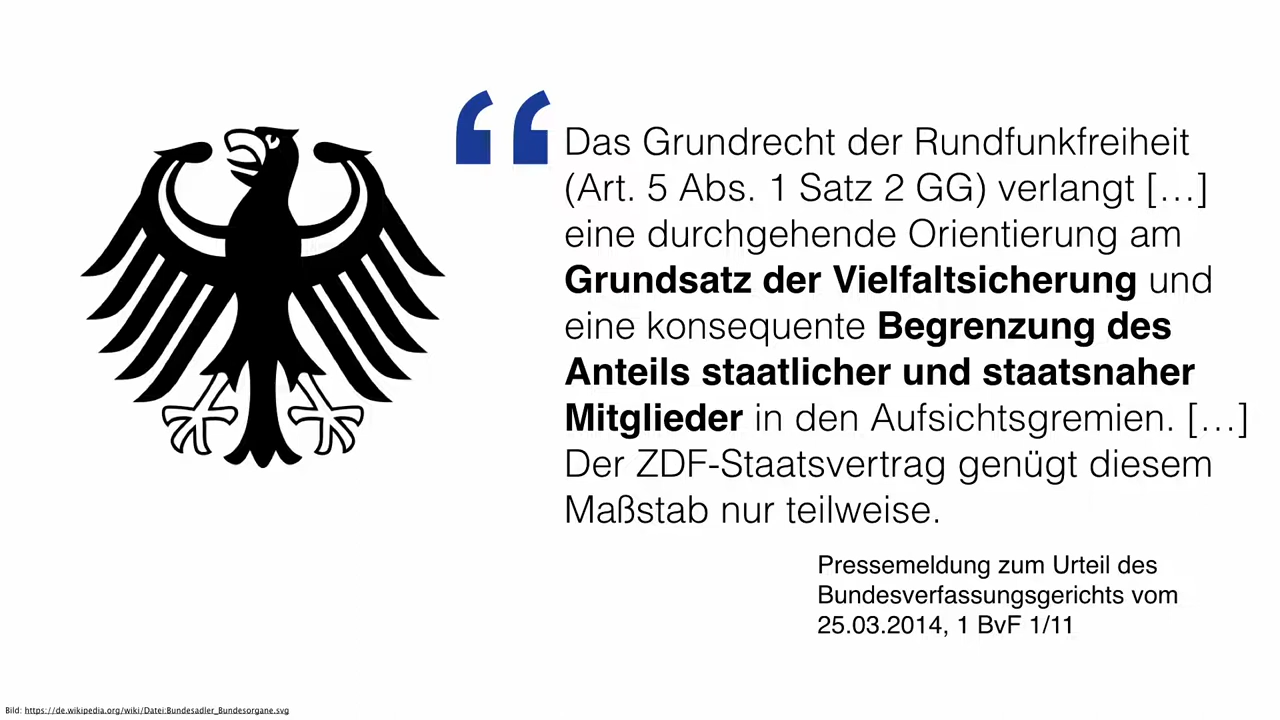 “
Das Grundrecht der Rundfunkfreiheit
(Art. 5 Abs. 1 Satz 2 GG) verlangt […]
eine durchgehende Orientierung am
Grundsatz der Vielfaltsicherung und
eine konsequente Begrenzung des
Anteils staatlicher und staatsnaher
Mitglieder in den Aufsichtsgremien. […]
Der ZDF-Staatsvertrag genügt diesem
Maßstab nur teilweise.
Pressemeldung zum Urteil des
Bundesverfassungsgerichts vom
25.03.2014, 1 BvF 1/11
Bild: https://de.wikipedia.org/wiki/Datei:Bundesadler_Bundesorgane.svg